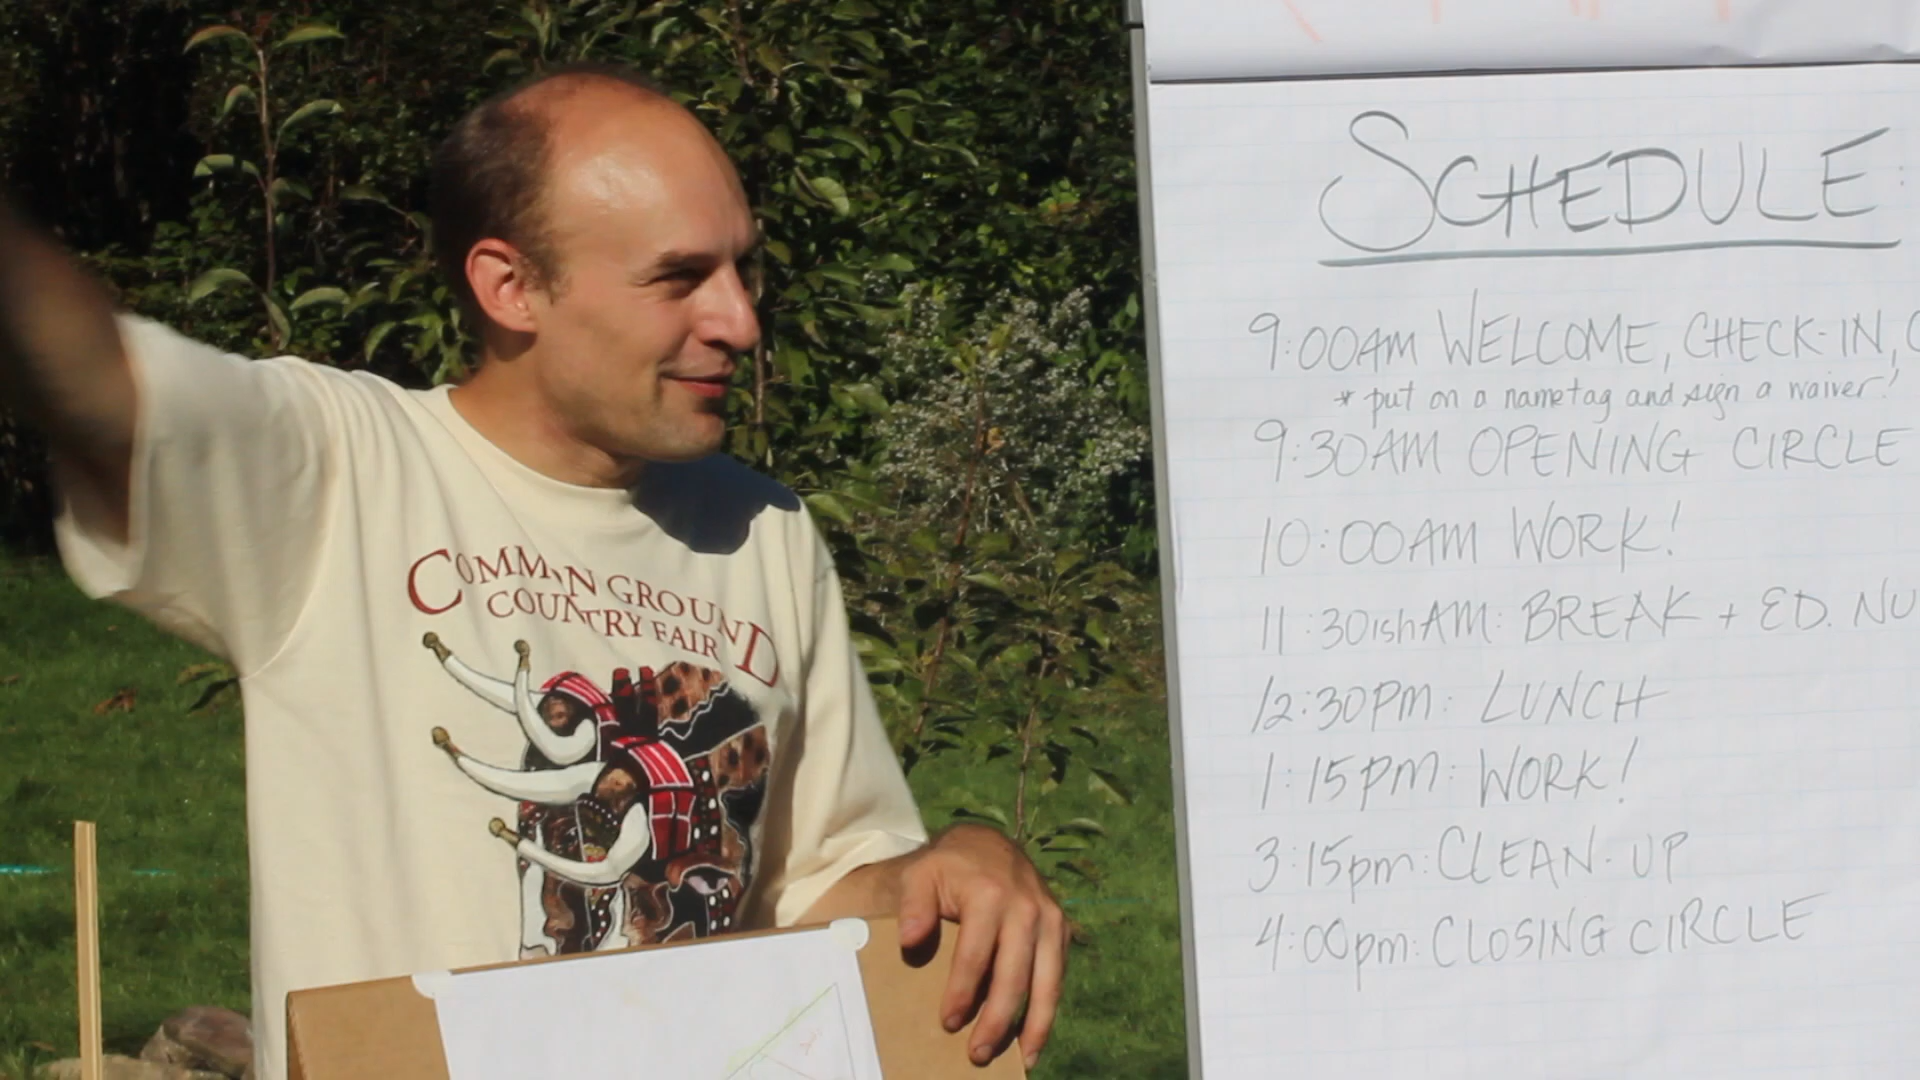 COMMON GROUND
COUNTRY FAIR
SCHEDULE:
9:00AM WELCOME, CHECK-IN,
* put on a nametag and sign a waiver!
9:30AM OPENING CIRCLE
10:00AM WORK!
11:30ishAM: BREAK + ED. NU
12:30PM: LUNCH
1:15pm: WORK!
3:15pm: CLEAN-UP
4:00pm: CLOSING CIRCLE